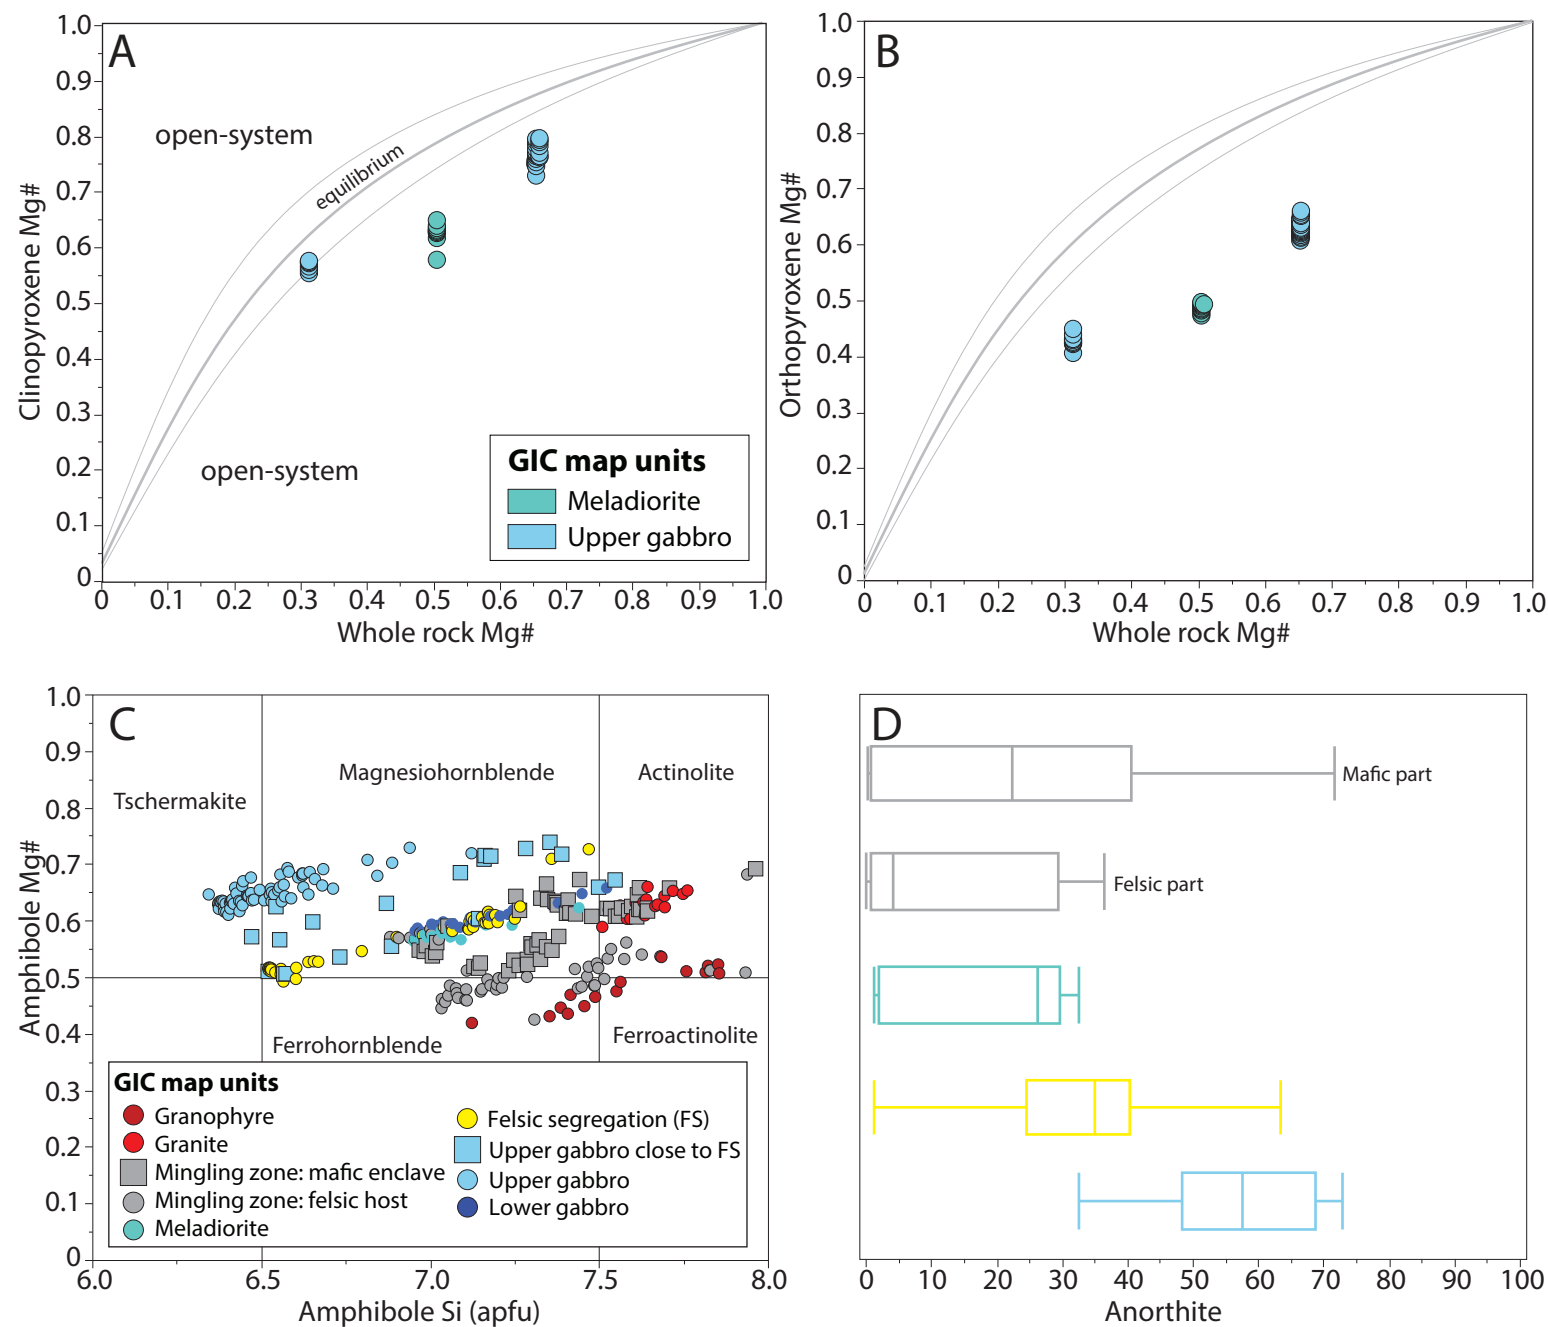 A
1.0
0.9
0.8
0.7
0.6
0.5
0.4
0.3
0.2
0.1
0
Clinopyroxene Mg#
open-system
equilibrium
open-system
GIC map units
Meladiorite
Upper gabbro
0 0.1 0.2 0.3 0.4 0.5 0.6 0.7 0.8 0.9 1.0
Whole rock Mg#
B
1.0
0.9
0.8
0.7
0.6
0.5
0.4
0.3
0.2
0.1
0
Orthopyroxene Mg#
0 0.1 0.2 0.3 0.4 0.5 0.6 0.7 0.8 0.9 1.0
Whole rock Mg#
C
1.0
0.9
0.8
0.7
0.6
0.5
0.4
0.3
0.2
0.1
0
Amphibole Mg#
Tschermakite
Magnesiohornblende
Actinolite
Ferrohornblende
Ferroactinolite
GIC map units
Granophyre
Granite
Mingling zone: mafic enclave
Mingling zone: felsic host
Meladiorite
Felsic segregation (FS)
Upper gabbro close to FS
Upper gabbro
Lower gabbro
6.0 6.5 7.0 7.5 8.0
Amphibole Si (apfu)
D
Mafic part
Felsic part
0 10 20 30 40 50 60 70 80 90 100
Anorthite